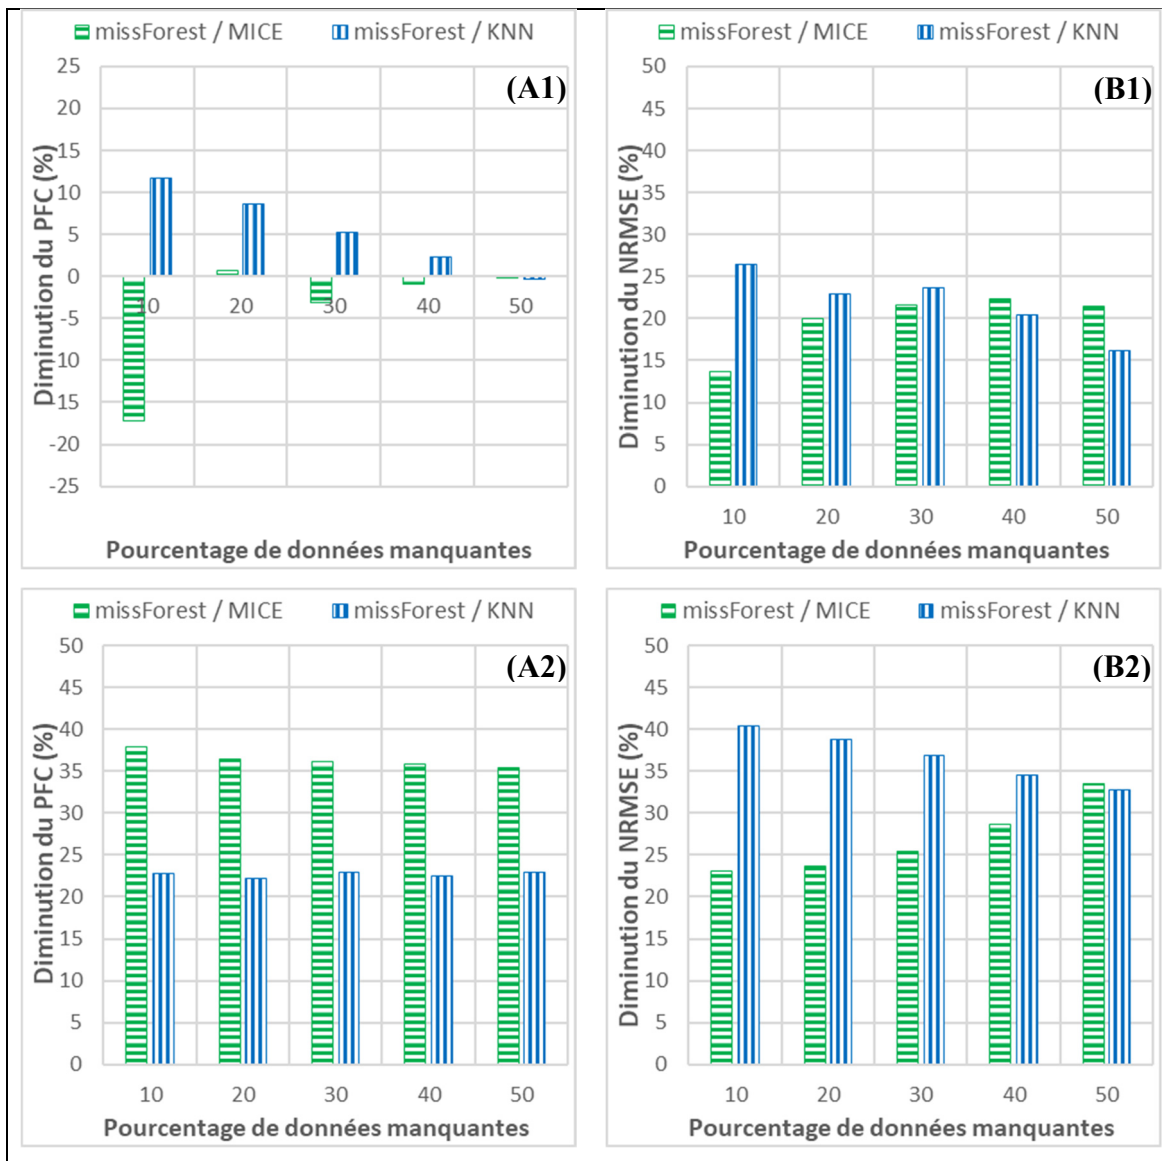 missForest / MICE missForest / KNN
(A1)
Diminution du PFC (%)
25
20
15
10
5
0
-5
-10
-15
-20
-25
10 20 30 40 50
Pourcentage de données manquantes
missForest / MICE missForest / KNN
(B1)
Diminution du NRMSE (%)
50
45
40
35
30
25
20
15
10
5
0
10 20 30 40 50
Pourcentage de données manquantes
missForest / MICE missForest / KNN
(A2)
Diminution du PFC (%)
50
45
40
35
30
25
20
15
10
5
0
10 20 30 40 50
Pourcentage de données manquantes
missForest / MICE missForest / KNN
(B2)
Diminution du NRMSE (%)
50
45
40
35
30
25
20
15
10
5
0
10 20 30 40 50
Pourcentage de données manquantes